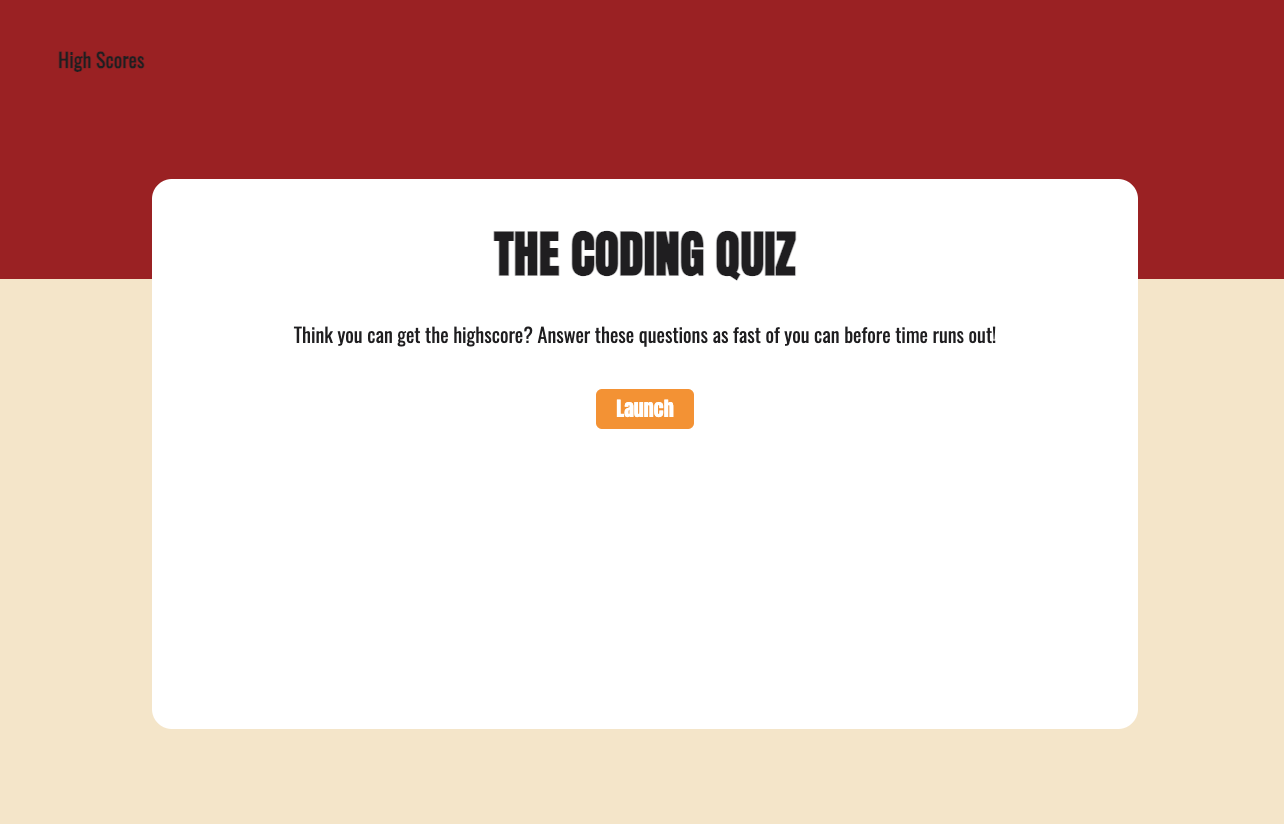 High Scores
THE CODING QUIZ
Think you can get the highscore? Answer these questions as fast of you can before time runs out!
Launch